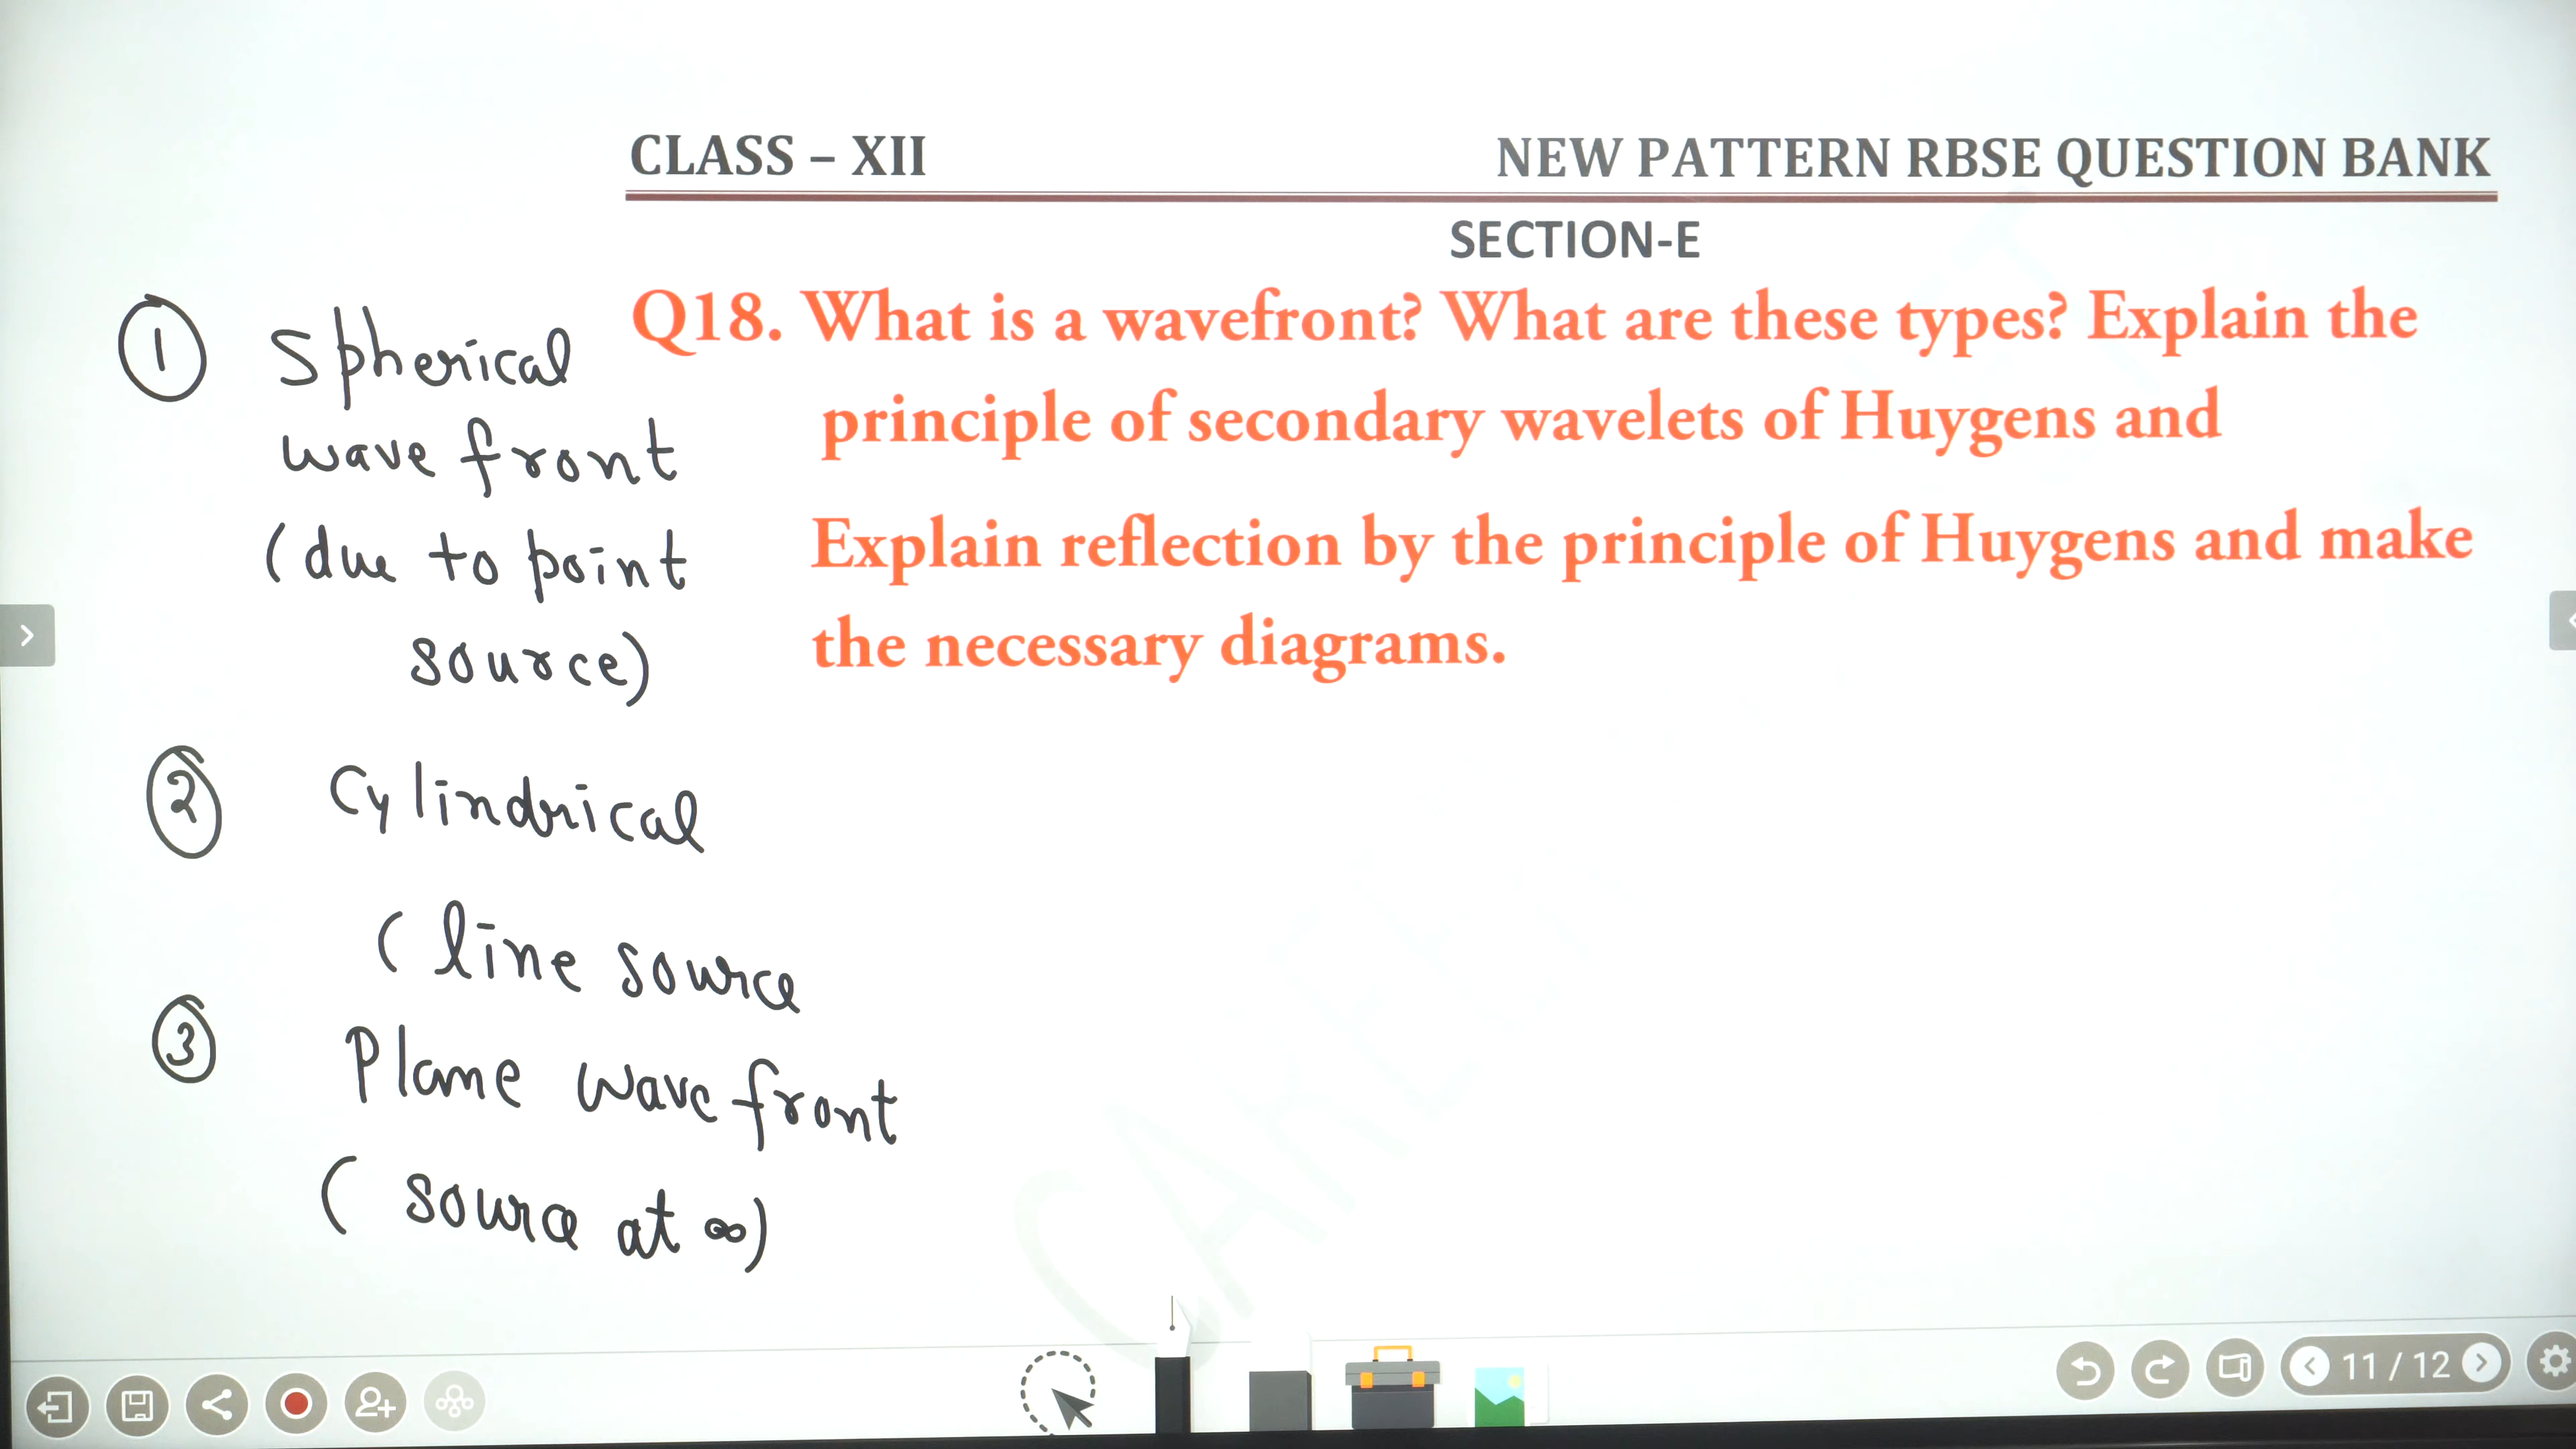 CLASS – XII
NEW PATTERN RBSE QUESTION BANK
SECTION-E
Q18. What is a wavefront? What are these types? Explain the
principle of secondary wavelets of Huygens and
Explain reflection by the principle of Huygens and make
the necessary diagrams.
1 Spherical
wave front
(due to point
source)
2 Cylindrical
(line source
3 Plane wave front
(source at ∞)
11 / 12